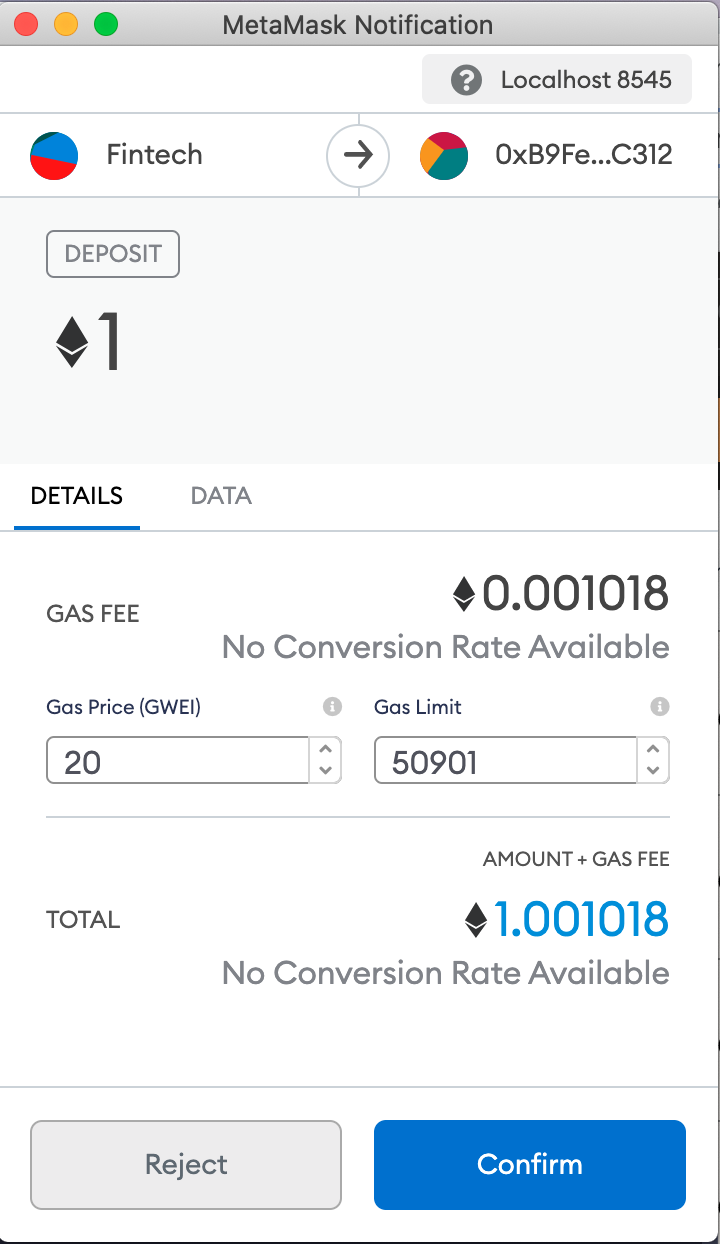 MetaMask Notification
? Localhost 8545
Fintech 0xB9Fe...C312
DEPOSIT
1
DETAILS DATA
GAS FEE 0.001018
No Conversion Rate Available
Gas Price (GWEI) Gas Limit
20 50901
AMOUNT + GAS FEE
TOTAL 1.001018
No Conversion Rate Available
Reject Confirm